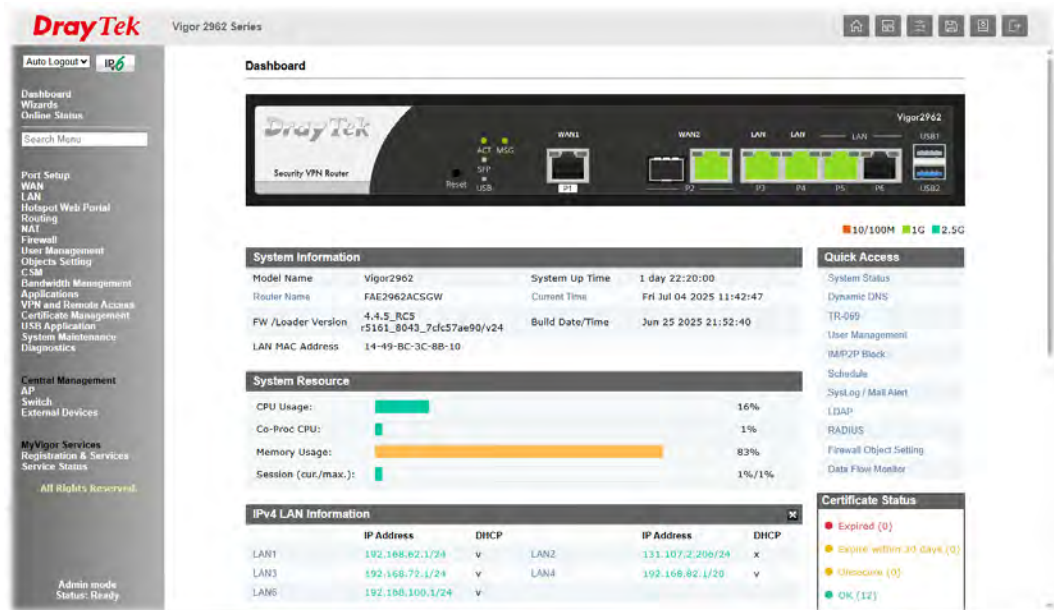 DrayTek
Vigor 2962 Series
Auto Logout
IPv6
Dashboard
Wizards
Online Status
Search Menu
Port Setup
WAN
LAN
Hotspot Web Portal
Routing
NAT
Firewall
User Management
Objects Setting
CSM
Bandwidth Management
Applications
VPN and Remote Access
Certificate Management
USB Application
System Maintenance
Diagnostics
Central Management
AP
Switch
External Devices
MyVigor Services
Registration & Services
Service Status
All Rights Reserved.
Admin mode
Status: Ready
Dashboard
DrayTek
Security VPN Router
Vigor2962
ACT MSG
SFP
USB
Reset
WAN1
WAN2
LAN LAN LAN
USB1
P1 P2 P3 P4 P5 P6
USB2
10/100M 1G 2.5G
System Information
Model Name Vigor2962 System Up Time 1 day 22:20:00
Router Name FAE2962ACSGW Current Time Fri Jul 04 2025 11:42:47
FW /Loader Version 4.4.5_RC5 r5161_8043_7cfc57ae90/v24 Build Date/Time Jun 25 2025 21:52:40
LAN MAC Address 14-49-BC-3C-8B-10
System Resource
CPU Usage: 16%
Co-Proc CPU: 1%
Memory Usage: 83%
Session (cur./max.): 1%/1%
IPv4 LAN Information
IP Address DHCP IP Address DHCP
LAN1 192.168.62.1/24 v LAN2 131.107.2.206/24 x
LAN3 192.168.72.1/24 v LAN4 192.168.82.1/20 v
LAN6 192.168.100.1/24 v
Quick Access
System Status
Dynamic DNS
TR-069
User Management
IM/P2P Block
Schedule
SysLog / Mail Alert
LDAP
RADIUS
Firewall Object Setting
Data Flow Monitor
Certificate Status
Expired (0)
Expire within 30 days (0)
Obsecure (0)
OK (12)